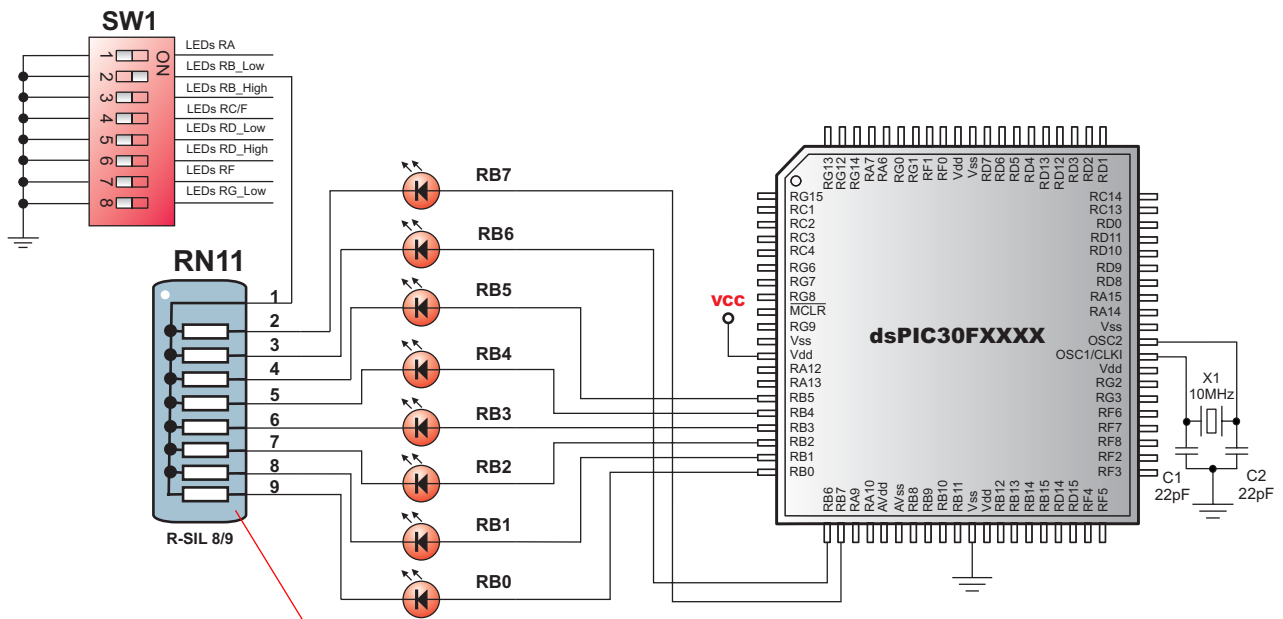 SW1
ON
1
2
3
4
5
6
7
8
LEDs RA
LEDs RB_Low
LEDs RB_High
LEDs RC/F
LEDs RD_Low
LEDs RD_High
LEDs RF
LEDs RG_Low
RN11
1
2
3
4
5
6
7
8
9
R-SIL 8/9
RB7
RB6
RB5
RB4
RB3
RB2
RB1
RB0
VCC
dsPIC30FXXXX
RG13
RG12
RG14
RA7
RA6
RG0
RG1
RF1
RF0
Vdd
Vss
RD7
RD6
RD5
RD4
RD13
RD12
RD3
RD2
RD1
RG15
RC1
RC2
RC3
RC4
RG6
RG7
RG8
MCLR
RG9
Vss
Vdd
RA12
RA13
RB5
RB4
RB3
RB2
RB1
RB0
RB6
RB7
RA9
RA10
AVdd
AVss
RB8
RB9
RB10
RB11
Vss
Vdd
RB12
RB13
RB14
RB15
RD14
RD15
RF4
RF5
RC14
RC13
RD0
RD11
RD10
RD9
RD8
RA15
RA14
Vss
OSC2
OSC1/CLKI
Vdd
RG2
RG3
RF6
RF7
RF8
RF2
RF3
X1
10MHz
C1
22pF
C2
22pF